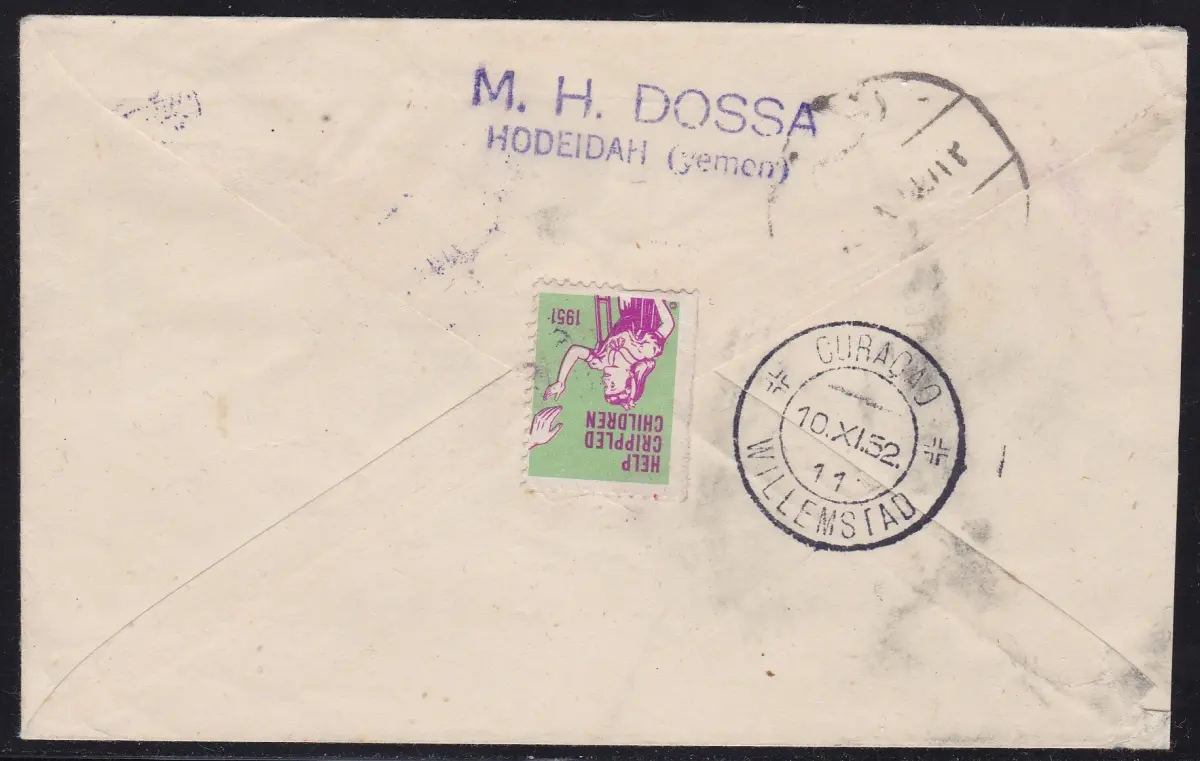 M. H. DOSSA
HODEIDAH (yemen)
1951
HELP
CRIPPLED
CHILDREN
CURAÇAO
10.XI.52.
11
WILLEMSTAD